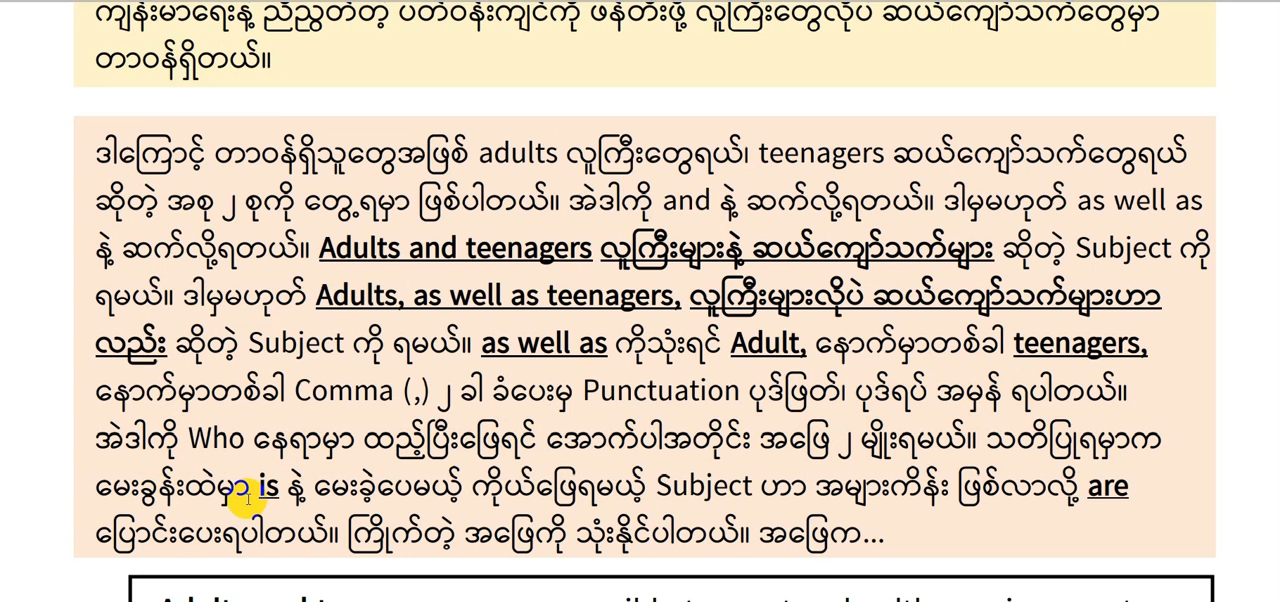 ကျန်းမာရေးနဲ့ ညီညွတ်တဲ့ ပတ်ဝန်းကျင်ကို ဖန်တီးဖို့ လူကြီးတွေလိုပဲ ဆယ်ကျော်သက်တွေမှာ
တာဝန်ရှိတယ်။
ဒါကြောင့် တာဝန်ရှိသူတွေအဖြစ် adults လူကြီးတွေရယ်၊ teenagers ဆယ်ကျော်သက်တွေရယ်
ဆိုတဲ့ အစု ၂ စုကို တွေ့ရမှာ ဖြစ်ပါတယ်။ အဲဒါကို and နဲ့ ဆက်လို့ရတယ်။ ဒါမှမဟုတ် as well as
နဲ့ ဆက်လို့ရတယ်။ Adults and teenagers လူကြီးများနဲ့ ဆယ်ကျော်သက်များ ဆိုတဲ့ Subject ကို
ရမယ်။ ဒါမှမဟုတ် Adults, as well as teenagers, လူကြီးများလိုပဲ ဆယ်ကျော်သက်များဟာ
လည်း ဆိုတဲ့ Subject ကို ရမယ်။ as well as ကိုသုံးရင် Adult, နောက်မှာတစ်ခါ teenagers,
နောက်မှာတစ်ခါ Comma (,) ၂ ခါ ခံပေးမှ Punctuation ပုဒ်ဖြတ်၊ ပုဒ်ရပ် အမှန် ရပါတယ်။
အဲဒါကို Who နေရာမှာ ထည့်ပြီးဖြေရင် အောက်ပါအတိုင်း အဖြေ ၂ မျိုးရမယ်။ သတိပြုရမှာက
မေးခွန်းထဲမှာ is နဲ့ မေးခဲ့ပေမယ့် ကိုယ်ဖြေရမယ့် Subject ဟာ အများကိန်း ဖြစ်လာလို့ are
ပြောင်းပေးရပါတယ်။ ကြိုက်တဲ့ အဖြေကို သုံးနိုင်ပါတယ်။ အဖြေက...